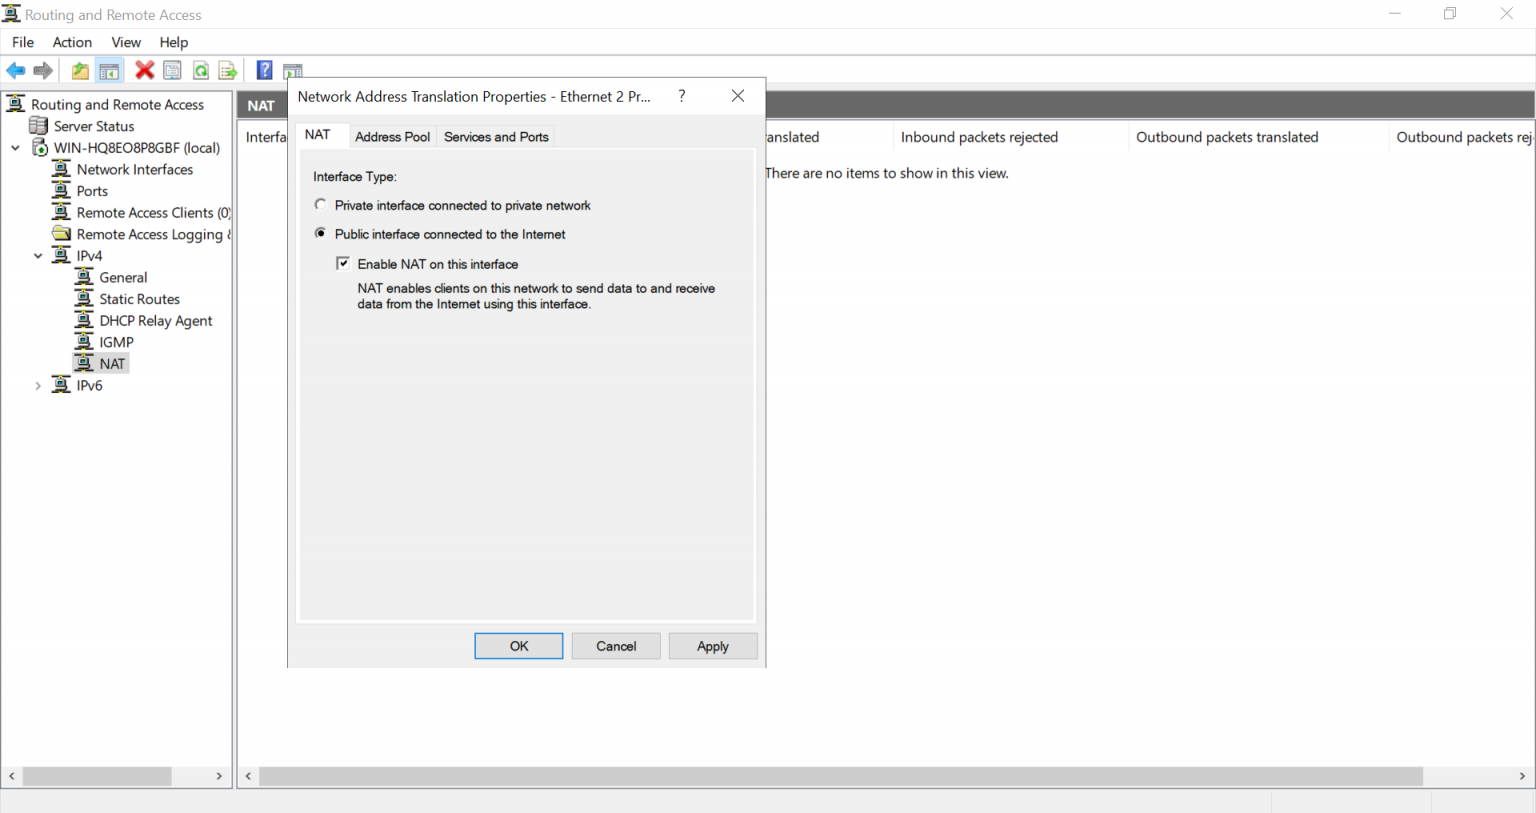 Routing and Remote Access
File Action View Help
Routing and Remote Access
Server Status
WIN-HQ8EO8P8GBF (local)
Network Interfaces
Ports
Remote Access Clients (0)
Remote Access Logging &
IPv4
General
Static Routes
DHCP Relay Agent
IGMP
NAT
IPv6
NAT
Interfa
anslated
Inbound packets rejected
Outbound packets translated
Outbound packets rej
There are no items to show in this view.
Network Address Translation Properties - Ethernet 2 Pr...
?
NAT Address Pool Services and Ports
Interface Type:
Private interface connected to private network
Public interface connected to the Internet
Enable NAT on this interface
NAT enables clients on this network to send data to and receive
data from the Internet using this interface.
OK Cancel Apply